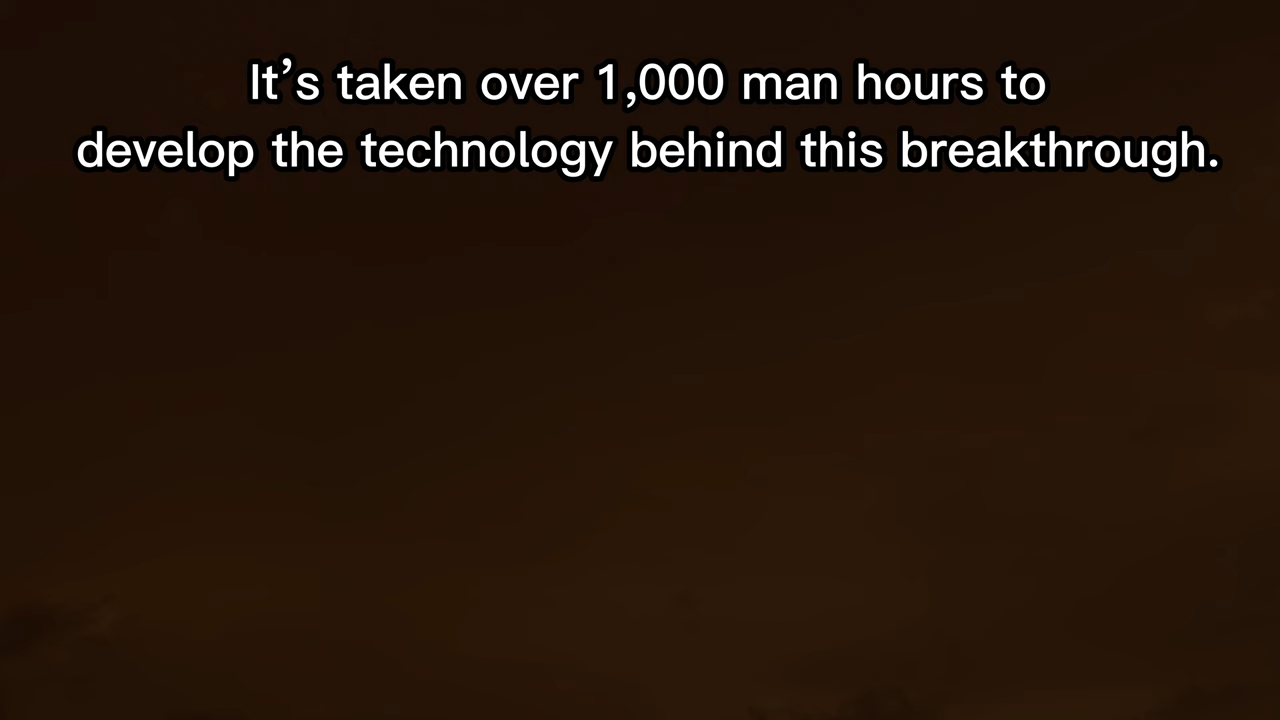 It’s taken over 1,000 man hours to
develop the technology behind this breakthrough.